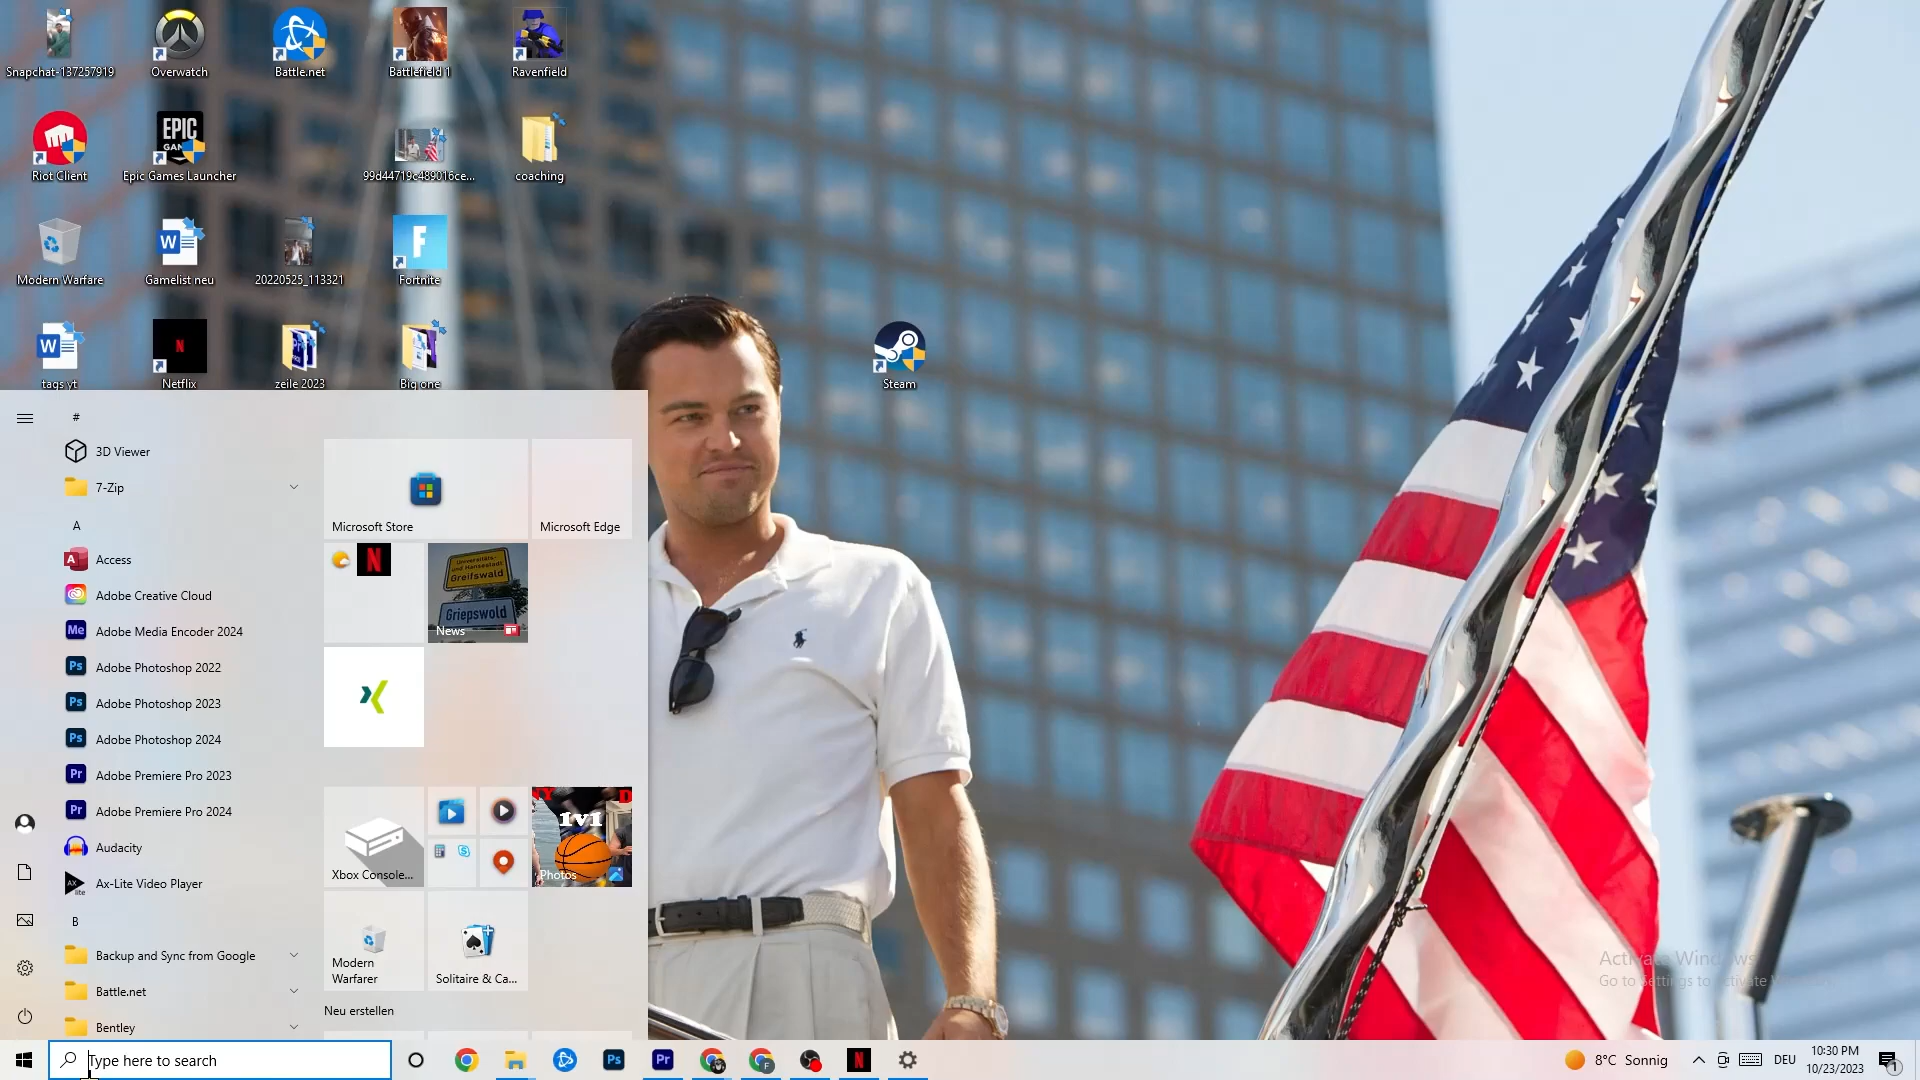 Snapchat-137257919
Overwatch
Battle.net
Battlefield 1
Ravenfield
EPIC
Riot Client
Epic Games Launcher
99d44719c489016ce...
coaching
Modern Warfare
Gamelist neu
20220525_113321
Fortnite
tags yt
Netflix
zeile 2023
Big one
Steam
#
3D Viewer
7-Zip
A
Access
Adobe Creative Cloud
Adobe Media Encoder 2024
Adobe Photoshop 2022
Adobe Photoshop 2023
Adobe Photoshop 2024
Adobe Premiere Pro 2023
Adobe Premiere Pro 2024
Audacity
Ax-Lite Video Player
B
Backup and Sync from Google
Battle.net
Bentley
Microsoft Store
Microsoft Edge
Universitäts-
und Hansestadt
Greifswald
Griepswold
News
Xbox Console...
1v1
Photos
Modern
Warfarer
Solitaire & Ca...
Neu erstellen
Activate Windows
Go to Settings to activate Windows.
Type here to search
8°C Sonnig
DEU
10:30 PM
10/23/2023
1